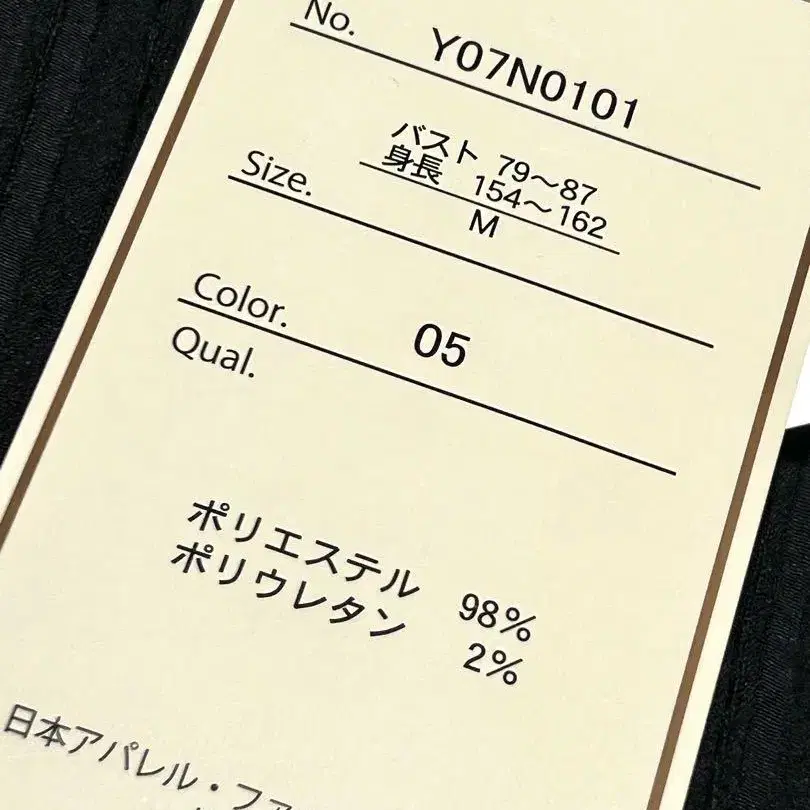 No. Y07N0101
バスト 79～87
身長 154～162
Size.
M
Color. 05
Qual.
ポリエステル 98%
ポリウレタン 2%
日本アパレル・ファ